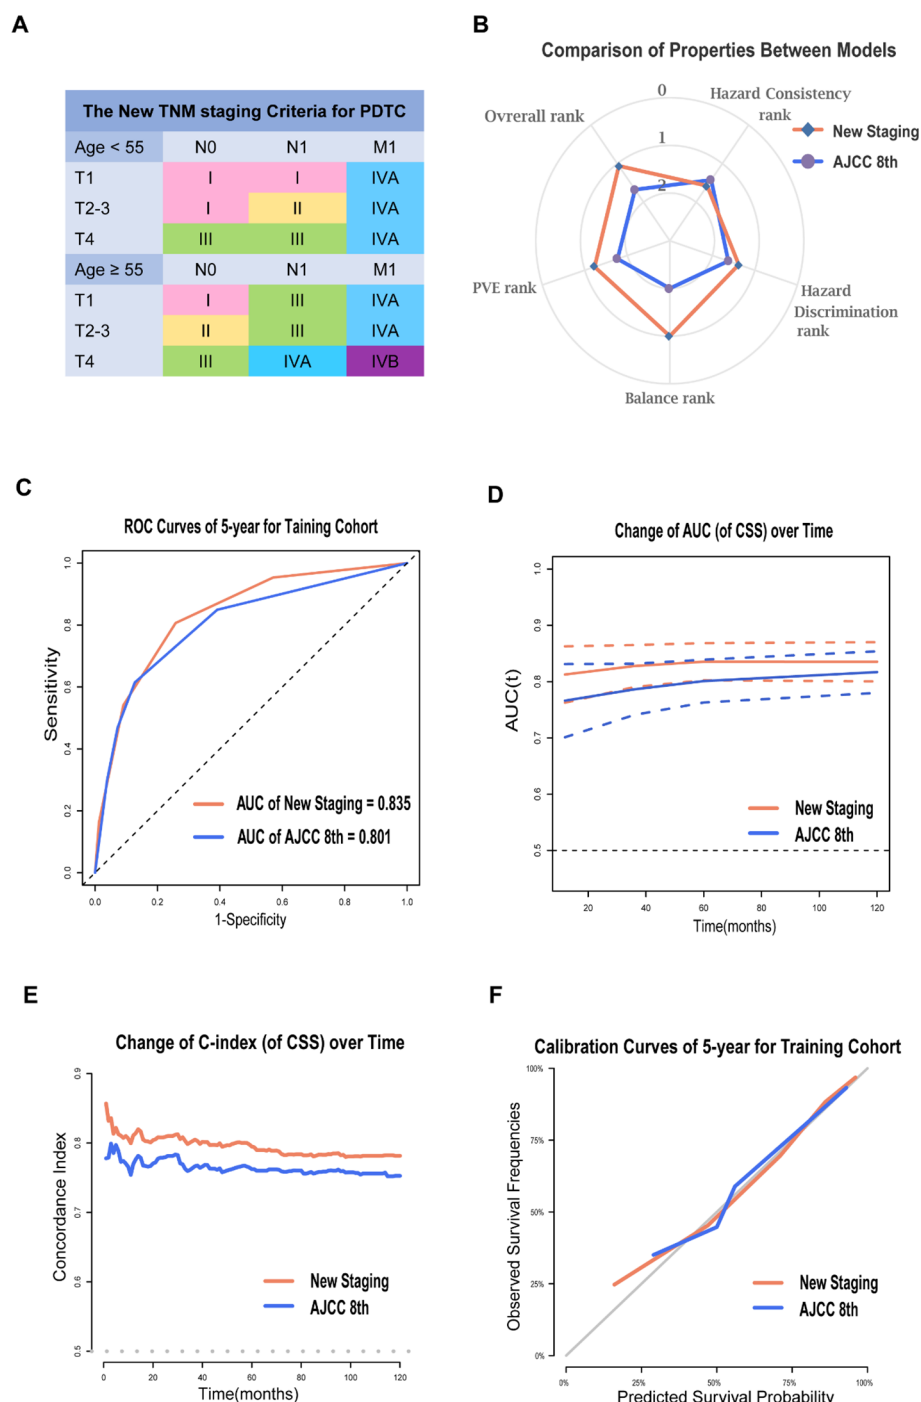 A
The New TNM staging Criteria for PDTC
Age < 55 N0 N1 M1
T1 I I IVA
T2-3 I II IVA
T4 III III IVA
Age ≥ 55 N0 N1 M1
T1 I III IVA
T2-3 II III IVA
T4 III IVA IVB
B
Comparison of Properties Between Models
0
1
2
Ovrerall rank
Hazard Consistency
rank
New Staging
AJCC 8th
PVE rank
Hazard
Discrimination
rank
Balance rank
C
ROC Curves of 5-year for Taining Cohort
Sensitivity
1.0
0.8
0.6
0.4
0.2
0.0
AUC of New Staging = 0.835
AUC of AJCC 8th = 0.801
0.0 0.2 0.4 0.6 0.8 1.0
1-Specificity
D
Change of AUC (of CSS) over Time
AUC(t)
1.0
0.9
0.8
0.7
0.6
0.5
New Staging
AJCC 8th
20 40 60 80 100 120
Time(months)
E
Change of C-index (of CSS) over Time
Concordance Index
0.9
0.8
0.7
0.6
0.5
New Staging
AJCC 8th
0 20 40 60 80 100 120
Time(months)
F
Calibration Curves of 5-year for Training Cohort
Observed Survival Frequencies
100%
75%
50%
25%
0%
New Staging
AJCC 8th
0% 25% 50% 75% 100%
Predicted Survival Probability